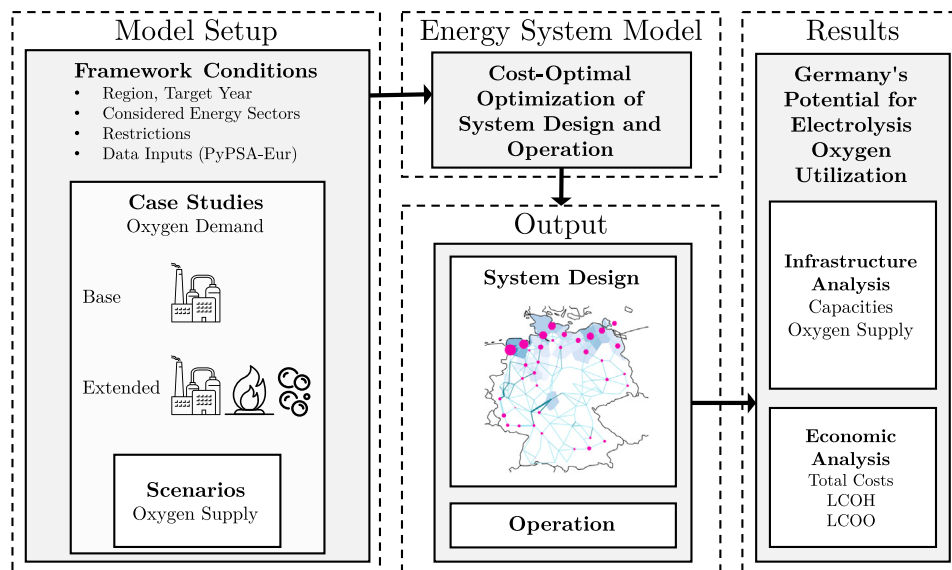 Model Setup
Framework Conditions
• Region, Target Year
• Considered Energy Sectors
• Restrictions
• Data Inputs (PyPSA-Eur)
Case Studies
Oxygen Demand
Base
Extended
Scenarios
Oxygen Supply
Energy System Model
Cost-Optimal
Optimization of
System Design and
Operation
Output
System Design
Operation
Results
Germany's
Potential for
Electrolysis
Oxygen
Utilization
Infrastructure
Analysis
Capacities
Oxygen Supply
Economic
Analysis
Total Costs
LCOH
LCOO